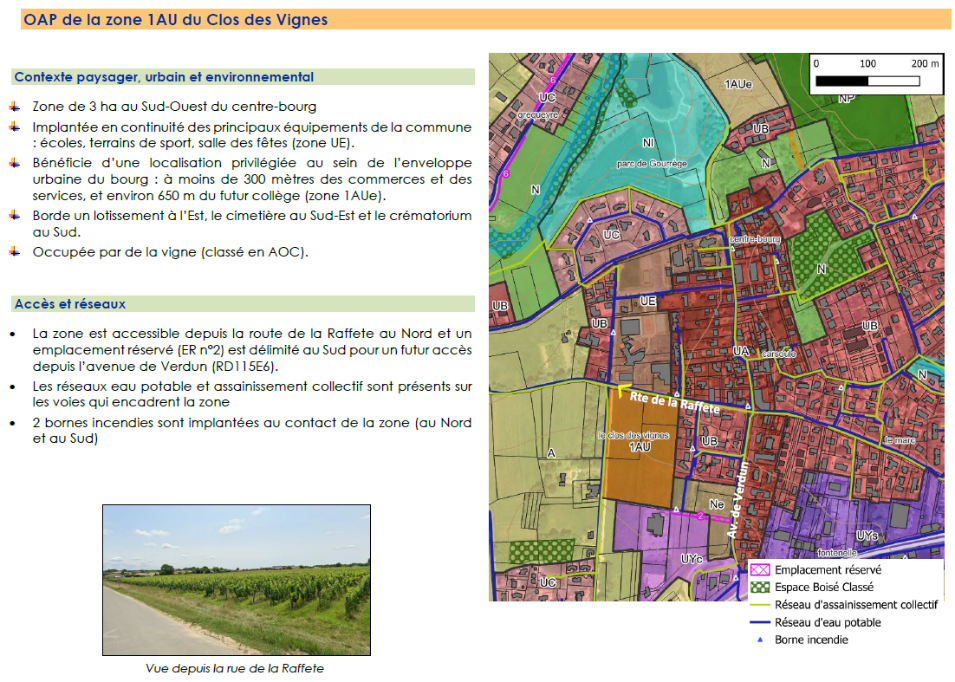 OAP de la zone 1AU du Clos des Vignes
Contexte paysager, urbain et environnemental
Zone de 3 ha au Sud-Ouest du centre-bourg
Implantée en continuité des principaux équipements de la commune
: écoles, terrains de sport, salle des fêtes (zone UE).
Bénéficie d'une localisation privilégiée au sein de l'enveloppe
urbaine du bourg : à moins de 300 mètres des commerces et des
services, et environ 650 m du futur collège (zone 1AUe).
Borde un lotissement à l'Est, le cimetière au Sud-Est et le crématorium
au Sud.
Occupée par de la vigne (classé en AOC).
Accès et réseaux
• La zone est accessible depuis la route de la Raffete au Nord et un
emplacement réservé (ER n°2) est délimité au Sud pour un futur accès
depuis l'avenue de Verdun (RD115E6).
• Les réseaux eau potable et assainissement collectif sont présents sur
les voies qui encadrent la zone
• 2 bornes incendies sont implantées au contact de la zone (au Nord
et au Sud)
Vue depuis la rue de la Raffete
0 100 200 m
6
UC
1AUe
NP
greoueyre
UB
Nl
parc de Gourrège
N
6
N
UC
centre-bourg
N
UB
UE
UB
UB
UA
carsoule
N
Rte de la Raffete
le clos des vignes
1AU
UB
le marc
A
Av. de Verdun
Ne
2
UYs
UYc
fontenelle
UC
Emplacement réservé
Espace Boisé Classé
Réseau d'assainissement collectif
Réseau d'eau potable
Borne incendie